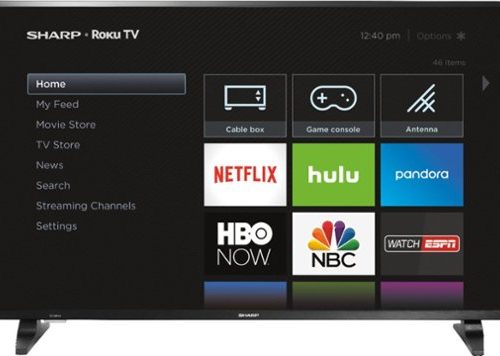 SHARP • Roku TV
12:40 pm | Options ✱
46 items
Home
My Feed
Movie Store
TV Store
News
Search
Streaming Channels
Settings
Cable box
Game console
Antenna
NETFLIX
hulu
pandora
HBO
NOW
NBC
WATCH ESPN
SHARP